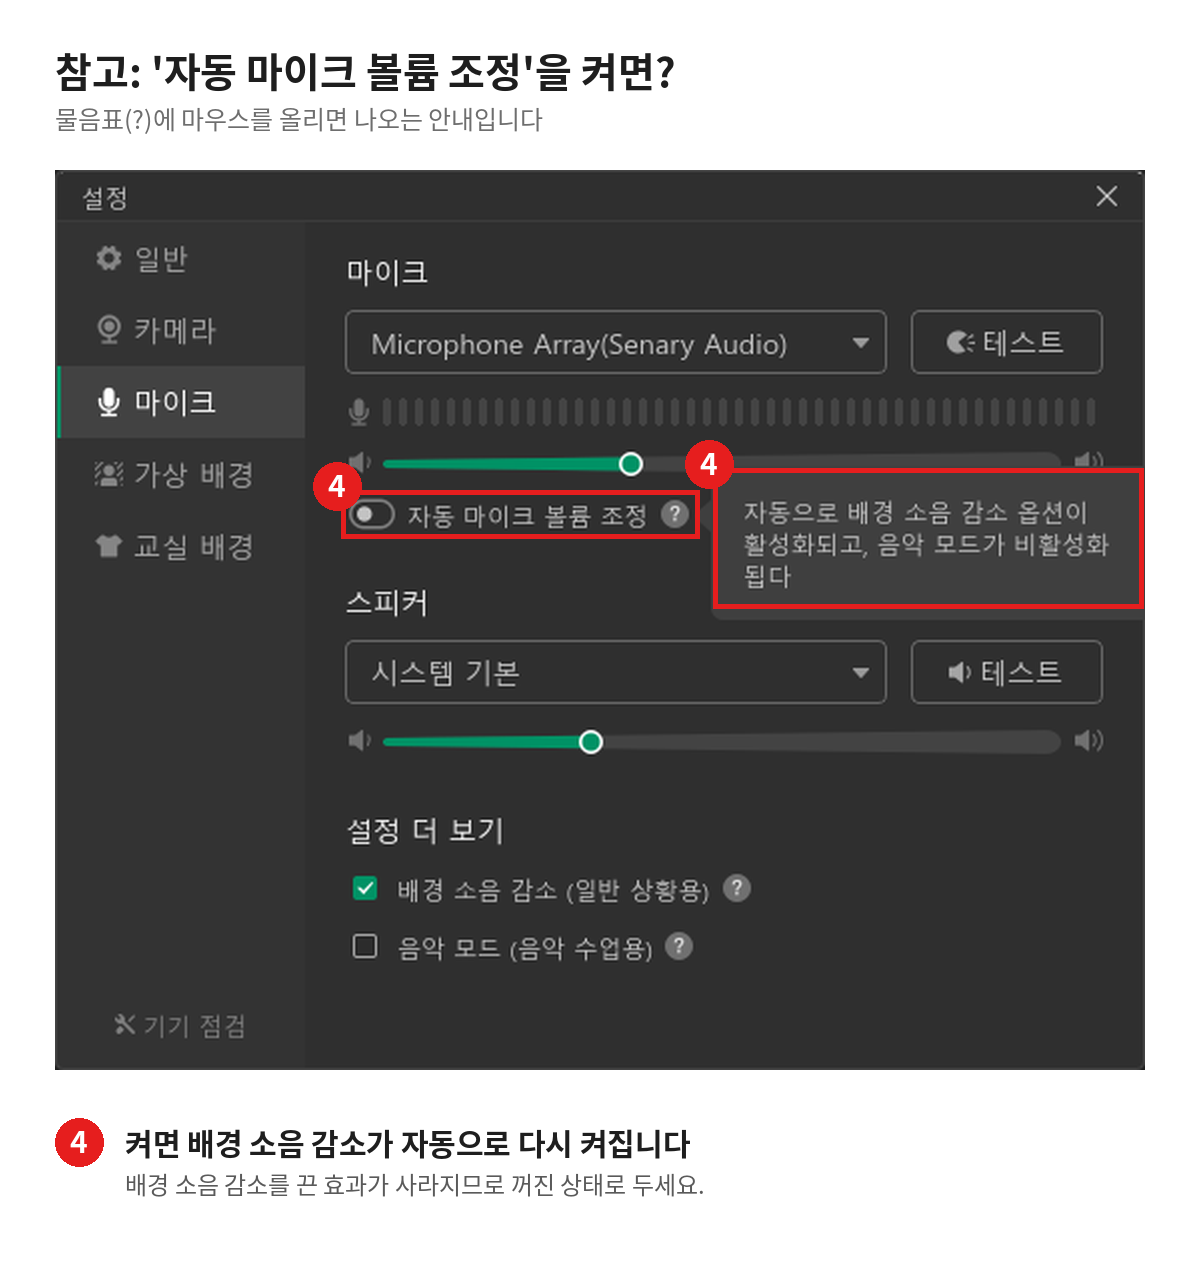 참고: '자동 마이크 볼륨 조정'을 켜면?
물음표(?)에 마우스를 올리면 나오는 안내입니다
설정
일반
카메라
마이크
가상 배경
교실 배경
기기 점검
마이크
Microphone Array(Senary Audio)
테스트
4
자동 마이크 볼륨 조정 ?
4
자동으로 배경 소음 감소 옵션이
활성화되고, 음악 모드가 비활성화
됩다
스피커
시스템 기본
테스트
설정 더 보기
배경 소음 감소 (일반 상황용) ?
음악 모드 (음악 수업용) ?
4 켜면 배경 소음 감소가 자동으로 다시 켜집니다
배경 소음 감소를 끈 효과가 사라지므로 꺼진 상태로 두세요.